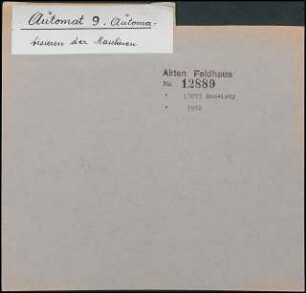 Automat 9. Automa-
tisieren der Maschinen
Akten Feldhaus
No. 12889